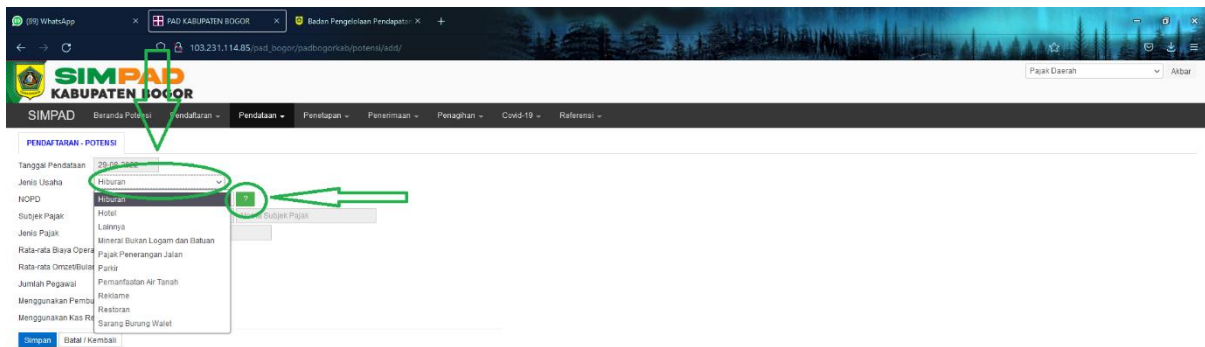 (89) WhatsApp
PAD KABUPATEN BOGOR
Badan Pengelolaan Pendapatan
103.231.114.85/pad_bogor/padbogorkab/potensi/add/
SIMPAD
KABUPATEN BOGOR
Pajak Daerah
Akbar
SIMPAD Beranda Potensi Pendaftaran Pendataan Penetapan Penerimaan Penagihan Covid-19 Referensi
PENDAFTARAN - POTENSI
Tanggal Pendataan 29-08-2022
Jenis Usaha Hiburan
NOPD Hiburan ?
Subjek Pajak Hotel Subjek Pajak
Lainnya
Jenis Pajak
Mineral Bukan Logam dan Batuan
Rata-rata Biaya Opera Pajak Penerangan Jalan
Rata-rata Omzet/Bulan Parkir
Jumlah Pegawai Pemanfaatan Air Tanah
Menggunakan Pembu Reklame
Restoran
Menggunakan Kas Re Sarang Burung Walet
Simpan Batal / Kembali